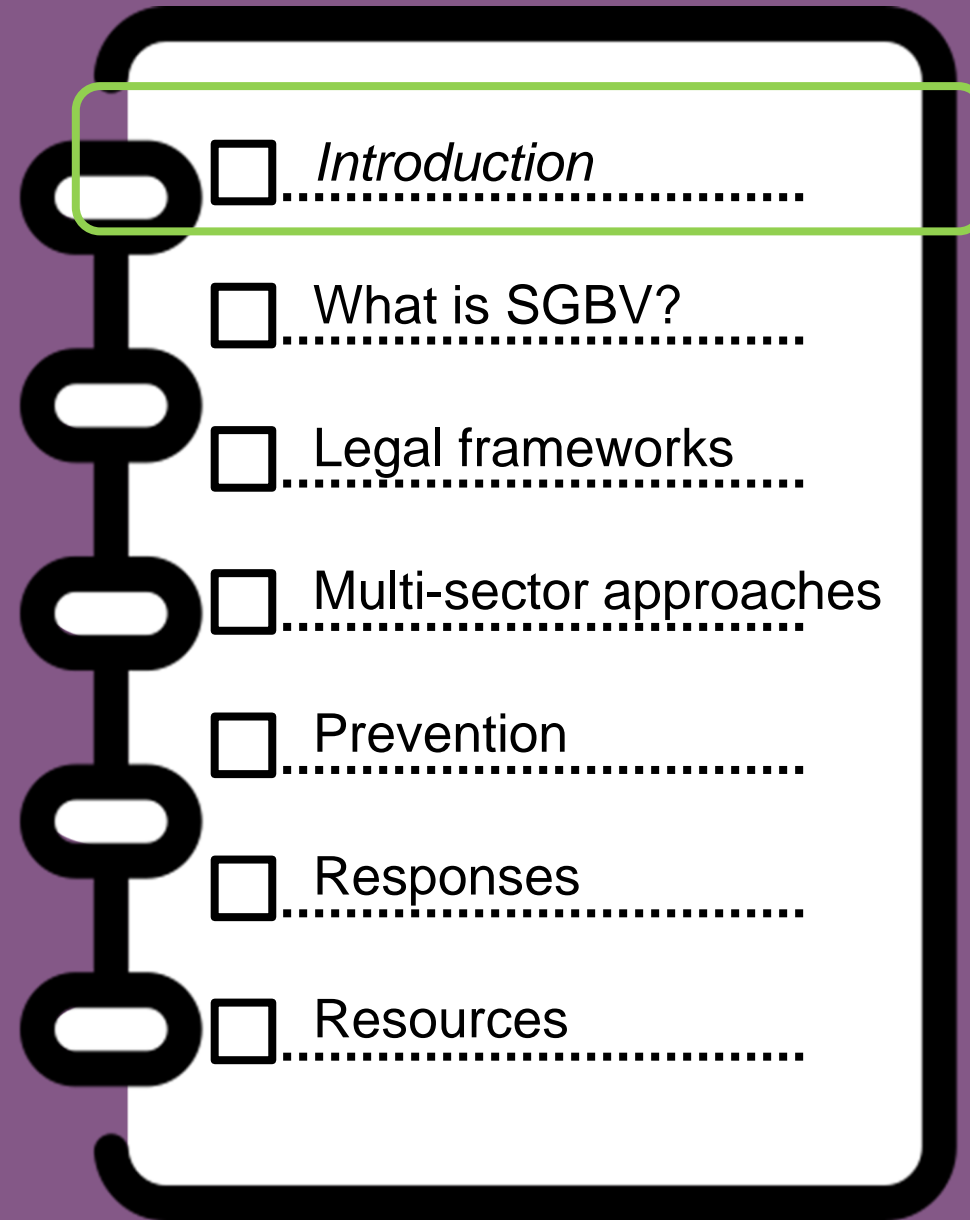 Introduction
What is SGBV?
Legal frameworks
Multi-sector approaches
Prevention
Responses
Resources